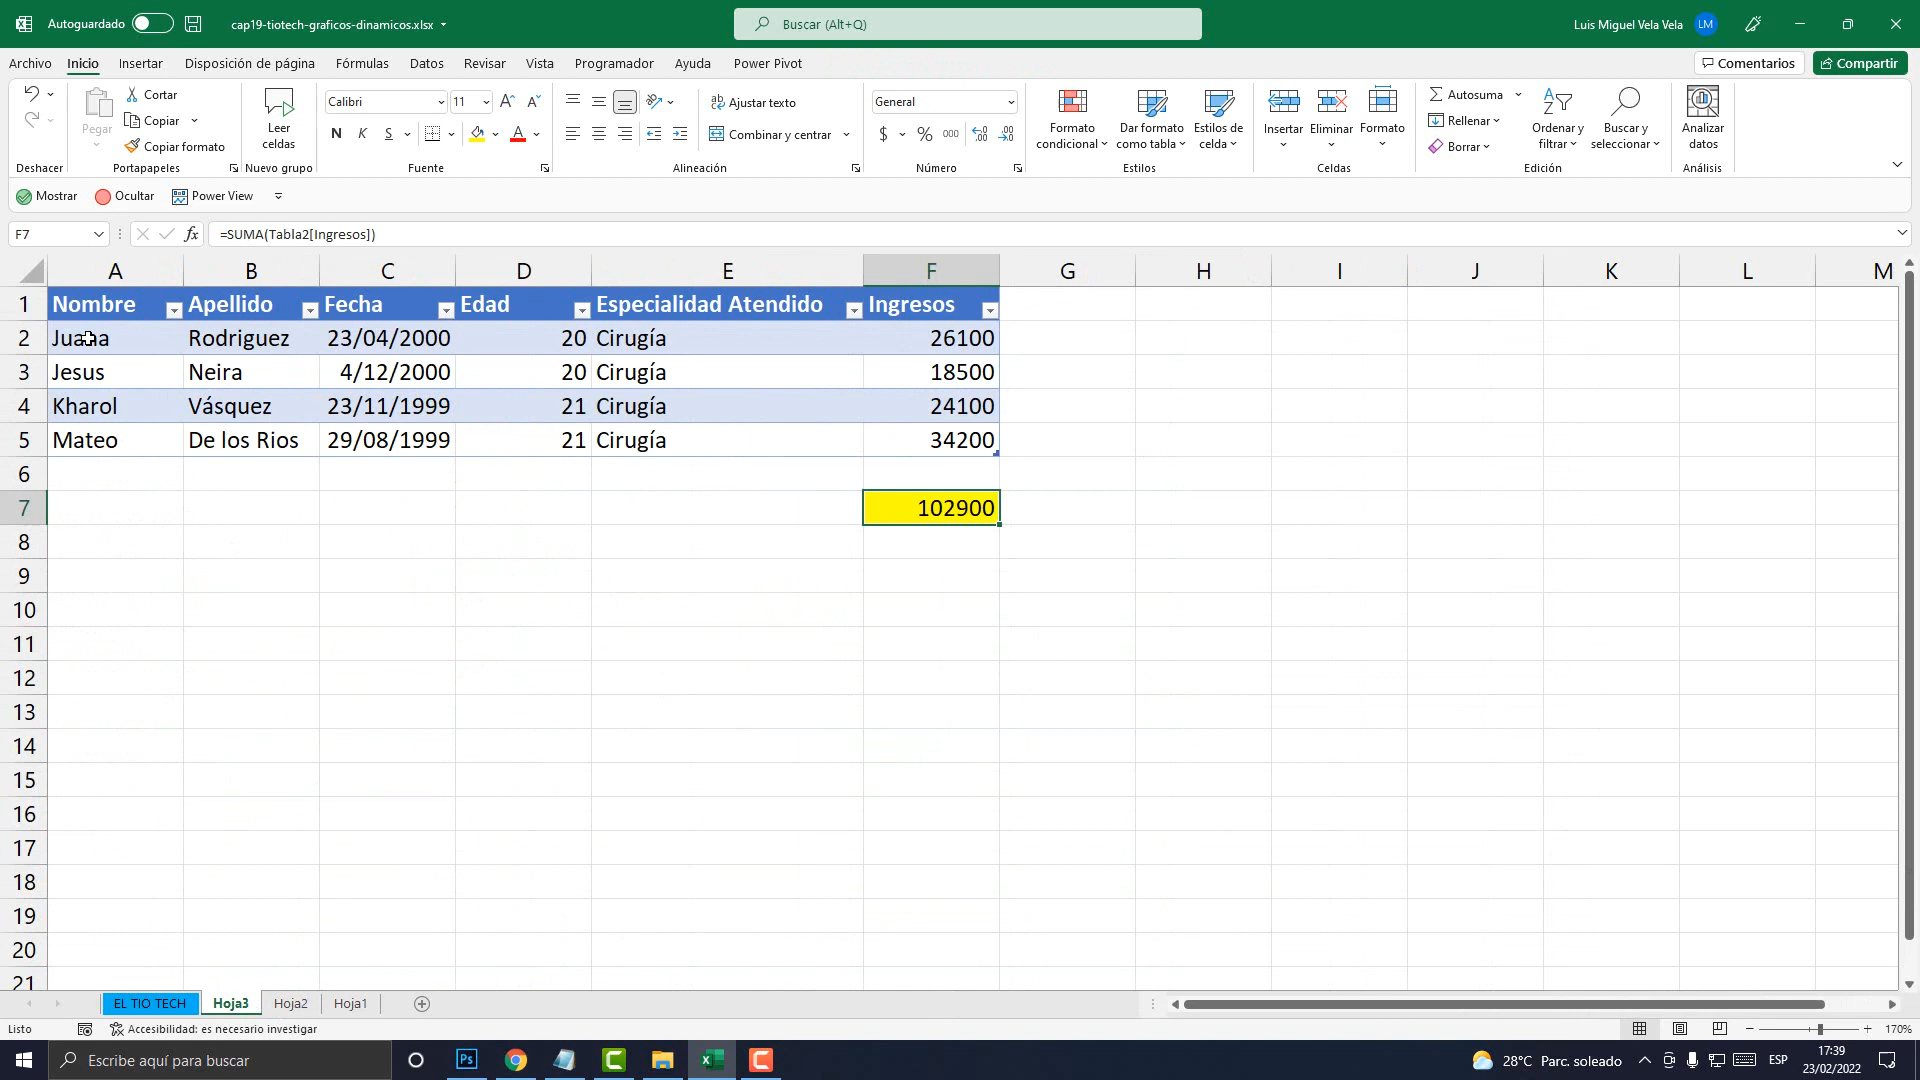 Autoguardado
cap19-tiotech-graficos-dinamicos.xlsx
Buscar (Alt+Q)
Luis Miguel Vela Vela LM
Archivo Inicio Insertar Disposición de página Fórmulas Datos Revisar Vista Programador Ayuda Power Pivot
Comentarios Compartir
Deshacer
Pegar
Cortar
Copiar
Copiar formato
Portapapeles
Leer celdas
Nuevo grupo
Calibri 11
N K S
Fuente
Ajustar texto
Combinar y centrar
Alineación
General
$ % 000
Número
Formato condicional
Dar formato como tabla
Estilos de celda
Estilos
Insertar Eliminar Formato
Celdas
Autosuma
Rellenar
Borrar
Ordenar y filtrar
Buscar y seleccionar
Edición
Analizar datos
Análisis
Mostrar Ocultar Power View
F7 fx =SUMA(Tabla2[Ingresos])
A B C D E F G H I J K L M
1 Nombre Apellido Fecha Edad Especialidad Atendido Ingresos
2 Juana Rodriguez 23/04/2000 20 Cirugía 26100
3 Jesus Neira 4/12/2000 20 Cirugía 18500
4 Kharol Vásquez 23/11/1999 21 Cirugía 24100
5 Mateo De los Rios 29/08/1999 21 Cirugía 34200
6
7 102900
8
9
10
11
12
13
14
15
16
17
18
19
20
21
EL TIO TECH Hoja3 Hoja2 Hoja1
Listo Accesibilidad: es necesario investigar 170%
Escribe aquí para buscar
Ps
28°C Parc. soleado
ESP
17:39
23/02/2022